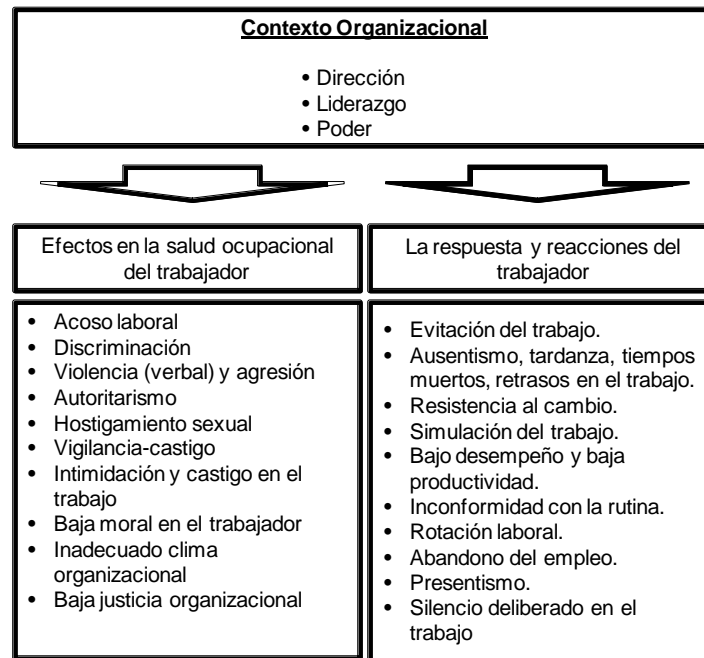 Contexto Organizacional
• Dirección
• Liderazgo
• Poder
Efectos en la salud ocupacional
del trabajador
• Acoso laboral
• Discriminación
• Violencia (verbal) y agresión
• Autoritarismo
• Hostigamiento sexual
• Vigilancia-castigo
• Intimidación y castigo en el
trabajo
• Baja moral en el trabajador
• Inadecuado clima
organizacional
• Baja justicia organizacional
La respuesta y reacciones del
trabajador
• Evitación del trabajo.
• Ausentismo, tardanza, tiempos
muertos, retrasos en el trabajo.
• Resistencia al cambio.
• Simulación del trabajo.
• Bajo desempeño y baja
productividad.
• Inconformidad con la rutina.
• Rotación laboral.
• Abandono del empleo.
• Presentismo.
• Silencio deliberado en el
trabajo